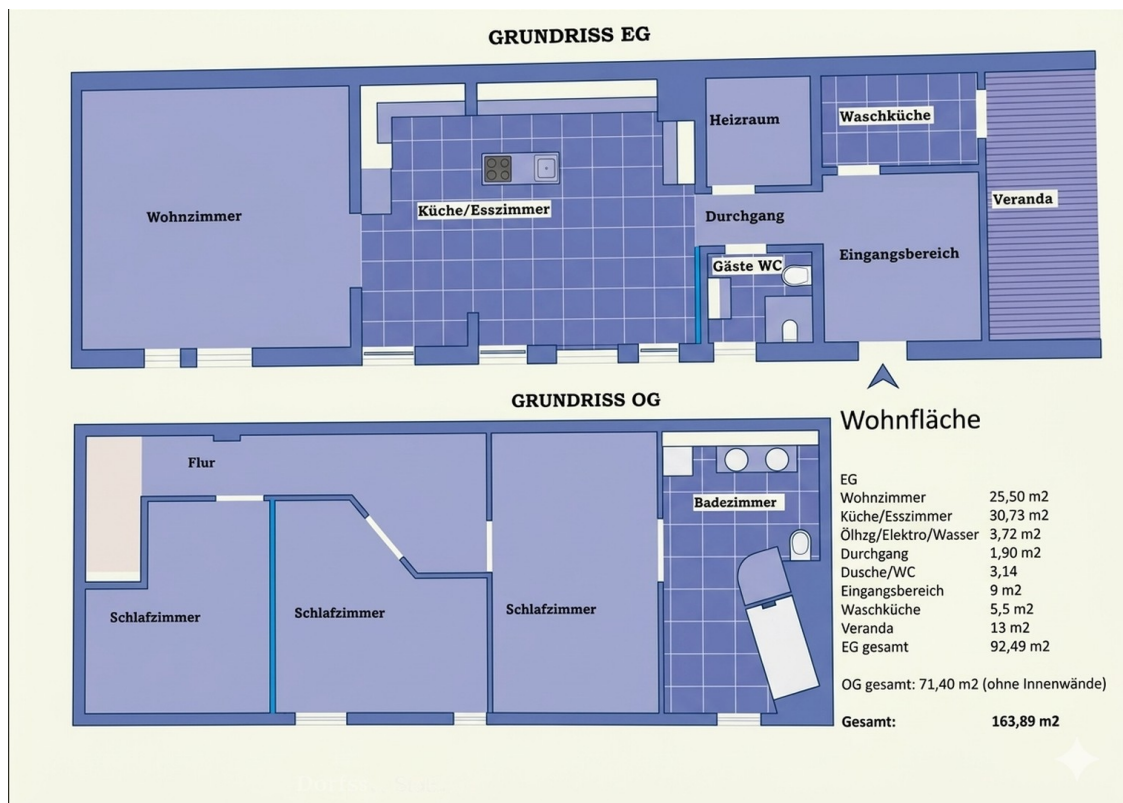 GRUNDRISS EG
Wohnzimmer
Küche/Esszimmer
Heizraum
Waschküche
Durchgang
Gäste WC
Eingangsbereich
Veranda
GRUNDRISS OG
Flur
Schlafzimmer
Schlafzimmer
Schlafzimmer
Badezimmer
Wohnfläche
EG
Wohnzimmer 25,50 m2
Küche/Esszimmer 30,73 m2
Ölhzg/Elektro/Wasser 3,72 m2
Durchgang 1,90 m2
Dusche/WC 3,14
Eingangsbereich 9 m2
Waschküche 5,5 m2
Veranda 13 m2
EG gesamt 92,49 m2
OG gesamt: 71,40 m2 (ohne Innenwände)
Gesamt: 163,89 m2